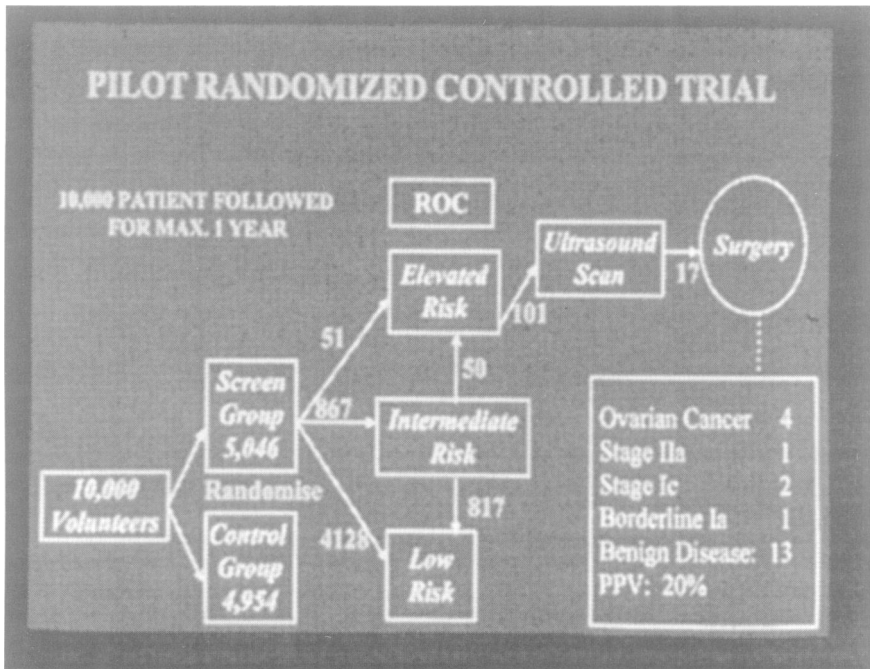 PILOT RANDOMIZED CONTROLLED TRIAL
10,000 PATIENT FOLLOWED
FOR MAX. 1 YEAR
ROC
Ultrasound
Scan
Surgery
17
Elevated
Risk
101
51
50
Screen
Group
5,046
867
Intermediate
Risk
Randomise
10,000
Volunteers
817
Control
Group
4,954
4128
Low
Risk
Ovarian Cancer 4
Stage IIa 1
Stage Ic 2
Borderline Ia 1
Benign Disease: 13
PPV: 20%